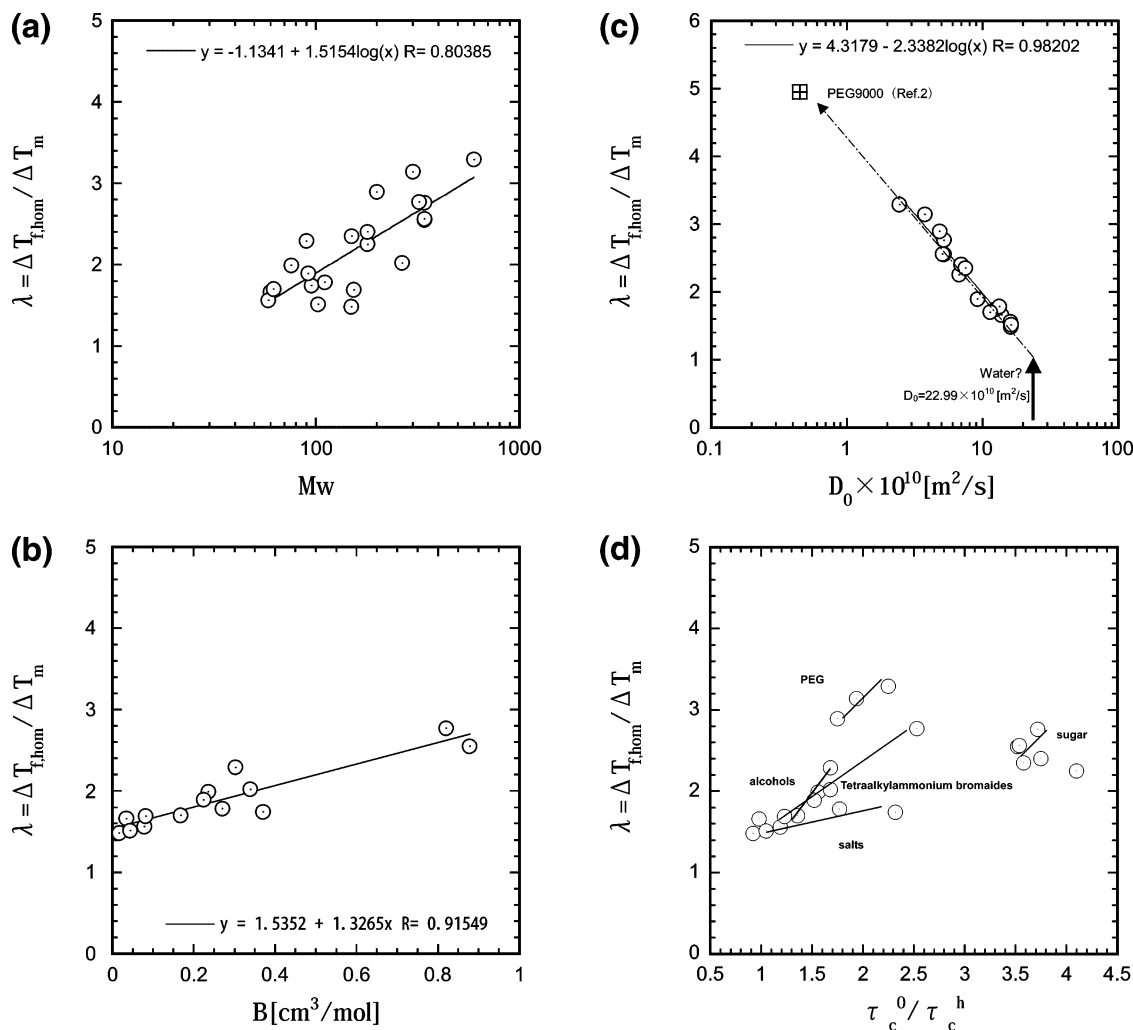 (a)
y = -1.1341 + 1.5154log(x) R= 0.80385
5
4
3
2
1
0
λ = ΔT_f,hom / ΔT_m
10
100
1000
Mw
(c)
y = 4.3179 - 2.3382log(x) R= 0.98202
PEG9000 (Ref.2)
6
5
4
3
2
1
0
λ = ΔT_f,hom / ΔT_m
Water?
D₀=22.99×10¹⁰ [m²/s]
0.1
1
10
100
D₀×10¹⁰[m²/s]
(b)
5
4
3
2
1
0
λ = ΔT_f,hom / ΔT_m
y = 1.5352 + 1.3265x R= 0.91549
0
0.2
0.4
0.6
0.8
1
B[cm³/mol]
(d)
5
4
3
2
1
0
λ = ΔT_f,hom / ΔT_m
PEG
sugar
alcohols
Tetraalkylammonium bromaides
salts
0.5
1
1.5
2
2.5
3
3.5
4
4.5
τ_c⁰ / τ_c^h